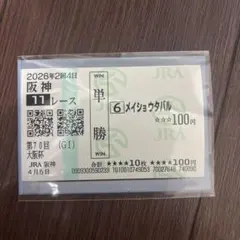 2026年2回4日
阪神
11レース
第70回 (GⅠ)
大阪杯
JRA 阪神
4月5日
WIN
単勝
WIN
6 メイショウタバル
☆☆☆100円
合計 ★★★★10枚 ★★★★100円
JRA